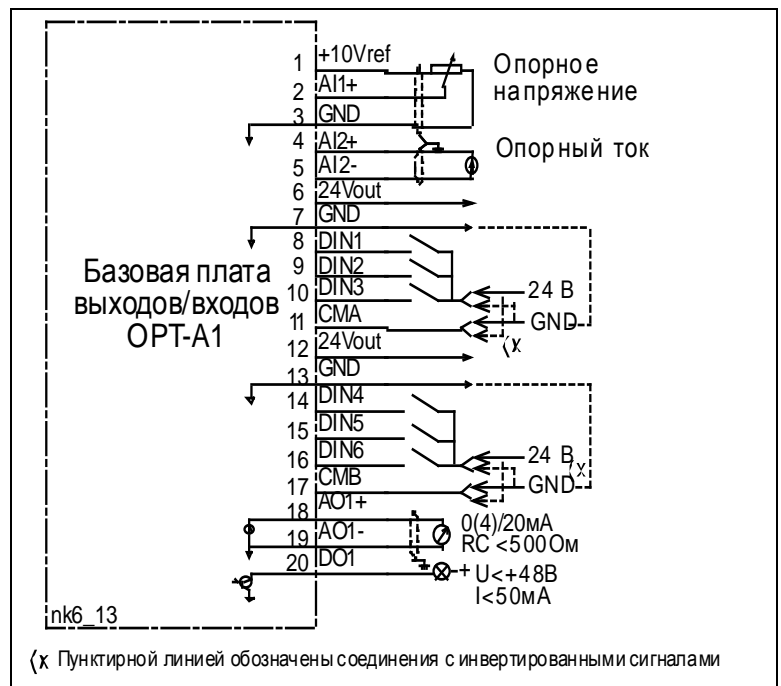 1 +10Vref
2 AI1+
3 GND
4 AI2+
5 AI2-
6 24Vout
7 GND
8 DIN1
9 DIN2
10 DIN3
11 CMA
12 24Vout
13 GND
14 DIN4
15 DIN5
16 DIN6
17 CMB
18 AO1+
19 AO1-
20 DO1
Опорное
напряжение
Опорный ток
24 В
GND
(x
Базовая плата
выходов/входов
OPT-A1
24 В
(x
GND
0(4)/20мА
RC <500Ом
+ U<+48В
I<50мА
nk6_13
(x Пунктирной линией обозначены соединения с инвертированными сигналами